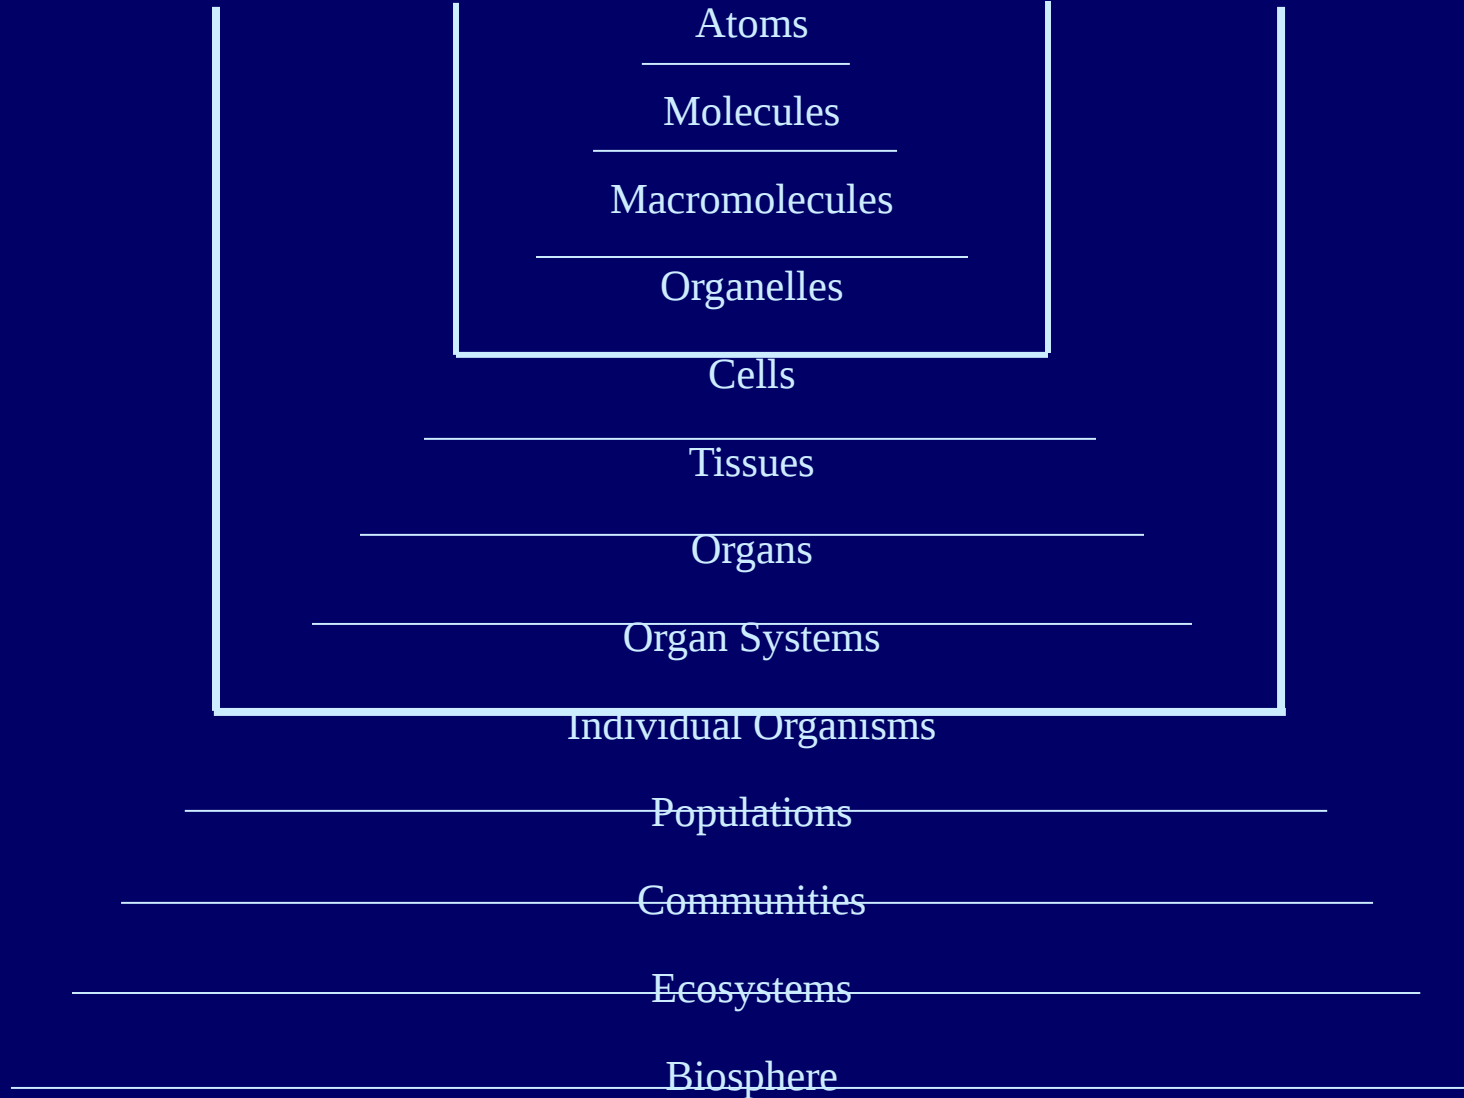 Atoms
Molecules
Macromolecules
Organelles
Cells
Tissues
Organs
Organ Systems
Individual Organisms
Populations
Communities
Ecosystems
Biosphere